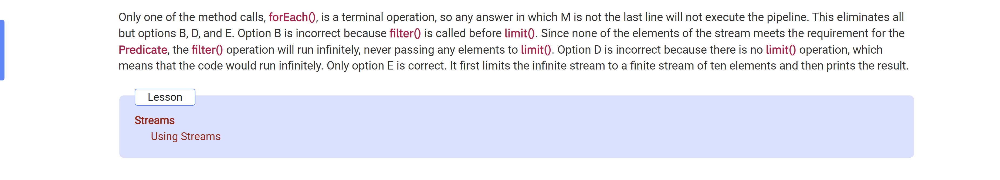 Only one of the method calls, forEach(), is a terminal operation, so any answer in which M is not the last line will not execute the pipeline. This eliminates all
but options B, D, and E. Option B is incorrect because filter() is called before limit(). Since none of the elements of the stream meets the requirement for the
Predicate, the filter() operation will run infinitely, never passing any elements to limit(). Option D is incorrect because there is no limit() operation, which
means that the code would run infinitely. Only option E is correct. It first limits the infinite stream to a finite stream of ten elements and then prints the result.
Lesson
Streams
Using Streams